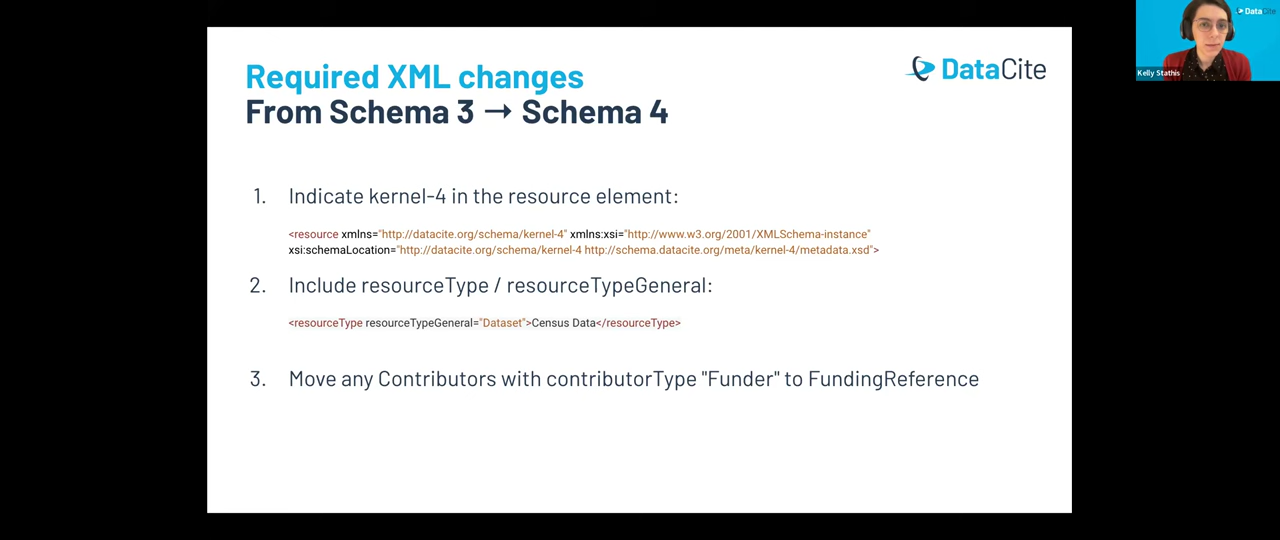 Required XML changes
From Schema 3 → Schema 4
DataCite
1. Indicate kernel-4 in the resource element:
<resource xmlns="http://datacite.org/schema/kernel-4" xmlns:xsi="http://www.w3.org/2001/XMLSchema-instance"
xsi:schemaLocation="http://datacite.org/schema/kernel-4 http://schema.datacite.org/meta/kernel-4/metadata.xsd">
2. Include resourceType / resourceTypeGeneral:
<resourceType resourceTypeGeneral="Dataset">Census Data</resourceType>
3. Move any Contributors with contributorType "Funder" to FundingReference
DataCite
Kelly Stathis